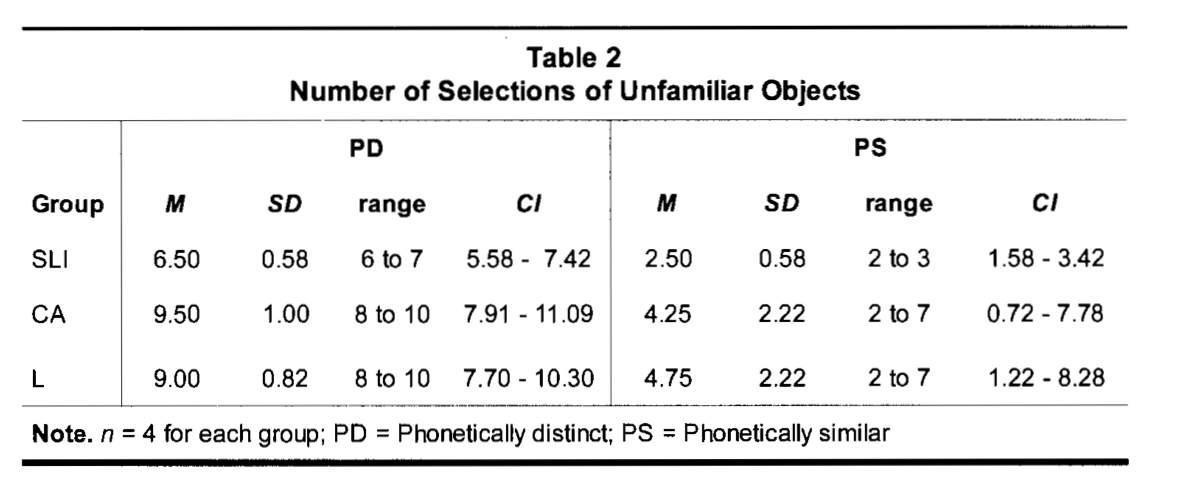 Table 2
Number of Selections of Unfamiliar Objects
PD PS
Group M SD range CI M SD range CI
SLI 6.50 0.58 6 to 7 5.58 - 7.42 2.50 0.58 2 to 3 1.58 - 3.42
CA 9.50 1.00 8 to 10 7.91 - 11.09 4.25 2.22 2 to 7 0.72 - 7.78
L 9.00 0.82 8 to 10 7.70 - 10.30 4.75 2.22 2 to 7 1.22 - 8.28
Note. n = 4 for each group; PD = Phonetically distinct; PS = Phonetically similar